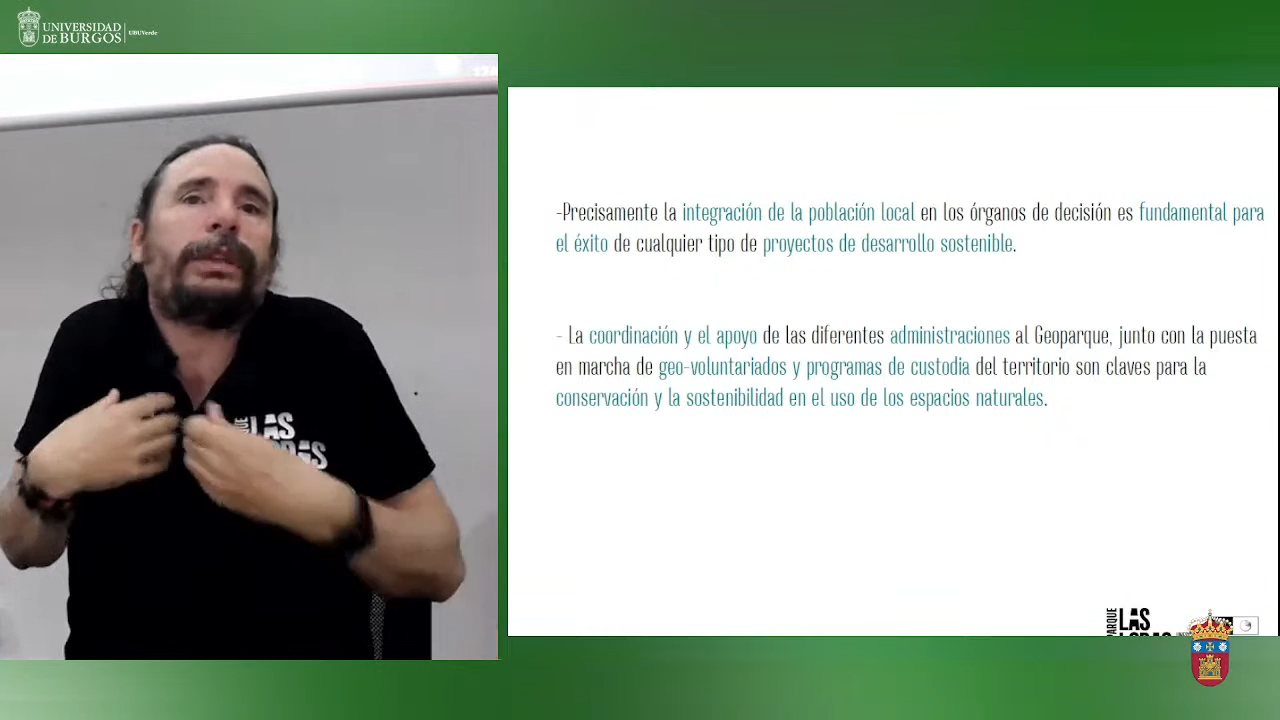 UNIVERSIDAD
DE BURGOS
UBUVerde
-Precisamente la integración de la población local en los órganos de decisión es fundamental para
el éxito de cualquier tipo de proyectos de desarrollo sostenible.
- La coordinación y el apoyo de las diferentes administraciones al Geoparque, junto con la puesta
en marcha de geo-voluntariados y programas de custodia del territorio son claves para la
conservación y la sostenibilidad en el uso de los espacios naturales.
LAS
LAS